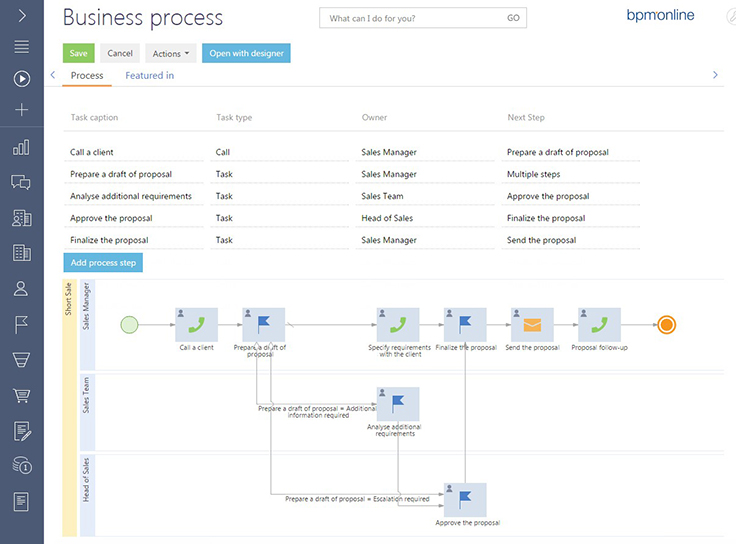 Business process
What can I do for you?
GO
bpm'online
Save
Cancel
Actions
Open with designer
Process
Featured in
Task caption
Task type
Owner
Next Step
Call a client
Call
Sales Manager
Prepare a draft of proposal
Prepare a draft of proposal
Task
Sales Manager
Multiple steps
Analyse additional requirements
Task
Sales Team
Approve the proposal
Approve the proposal
Task
Head of Sales
Finalize the proposal
Finalize the proposal
Task
Sales Manager
Send the proposal
Add process step
Short Sale
Sales Manager
Call a client
Prepare a draft of
proposal
Specify requirements
with the client
Finalize the proposal
Send the proposal
Proposal follow-up
Sales Team
Prepare a draft of proposal = Additional
information required
Analyse additional
requirements
Head of Sales
Prepare a draft of proposal = Escalation required
Approve the proposal